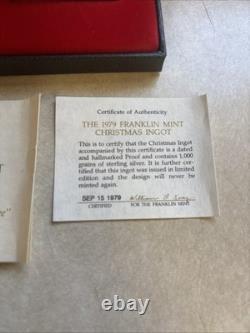 Certificate of Authenticity
THE 1979 FRANKLIN MINT
CHRISTMAS INGOT
This is to certify that the Christmas Ingot
accompanied by this certificate is a dated
and hallmarked Proof and contains 1,000
grains of sterling silver. It is further cer-
tified that this ingot was issued in limited
edition and the design will never be
minted again.
SEP 15 1979
CERTIFIED
FOR THE FRANKLIN MINT